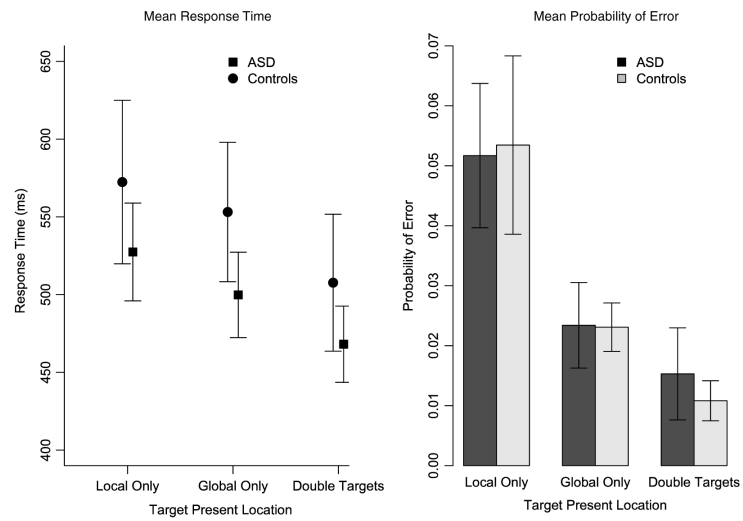 Mean Response Time
ASD
Controls
Response Time (ms)
650
600
550
500
450
400
Local Only
Global Only
Double Targets
Target Present Location
Mean Probability of Error
ASD
Controls
Probability of Error
0.07
0.06
0.05
0.04
0.03
0.02
0.01
0.00
Local Only
Global Only
Double Targets
Target Present Location